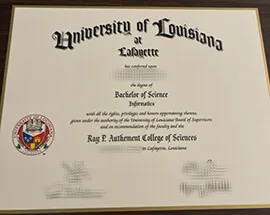 University of Louisiana
at
Lafayette
has conferred upon
the degree of
Bachelor of Science
Informatics
with all the rights, privileges and honors appertaining thereto,
given under the authority of the University of Louisiana Board of Supervisors
and on recommendation of the faculty and the
Ray P. Authement College of Sciences
in Lafayette, Louisiana